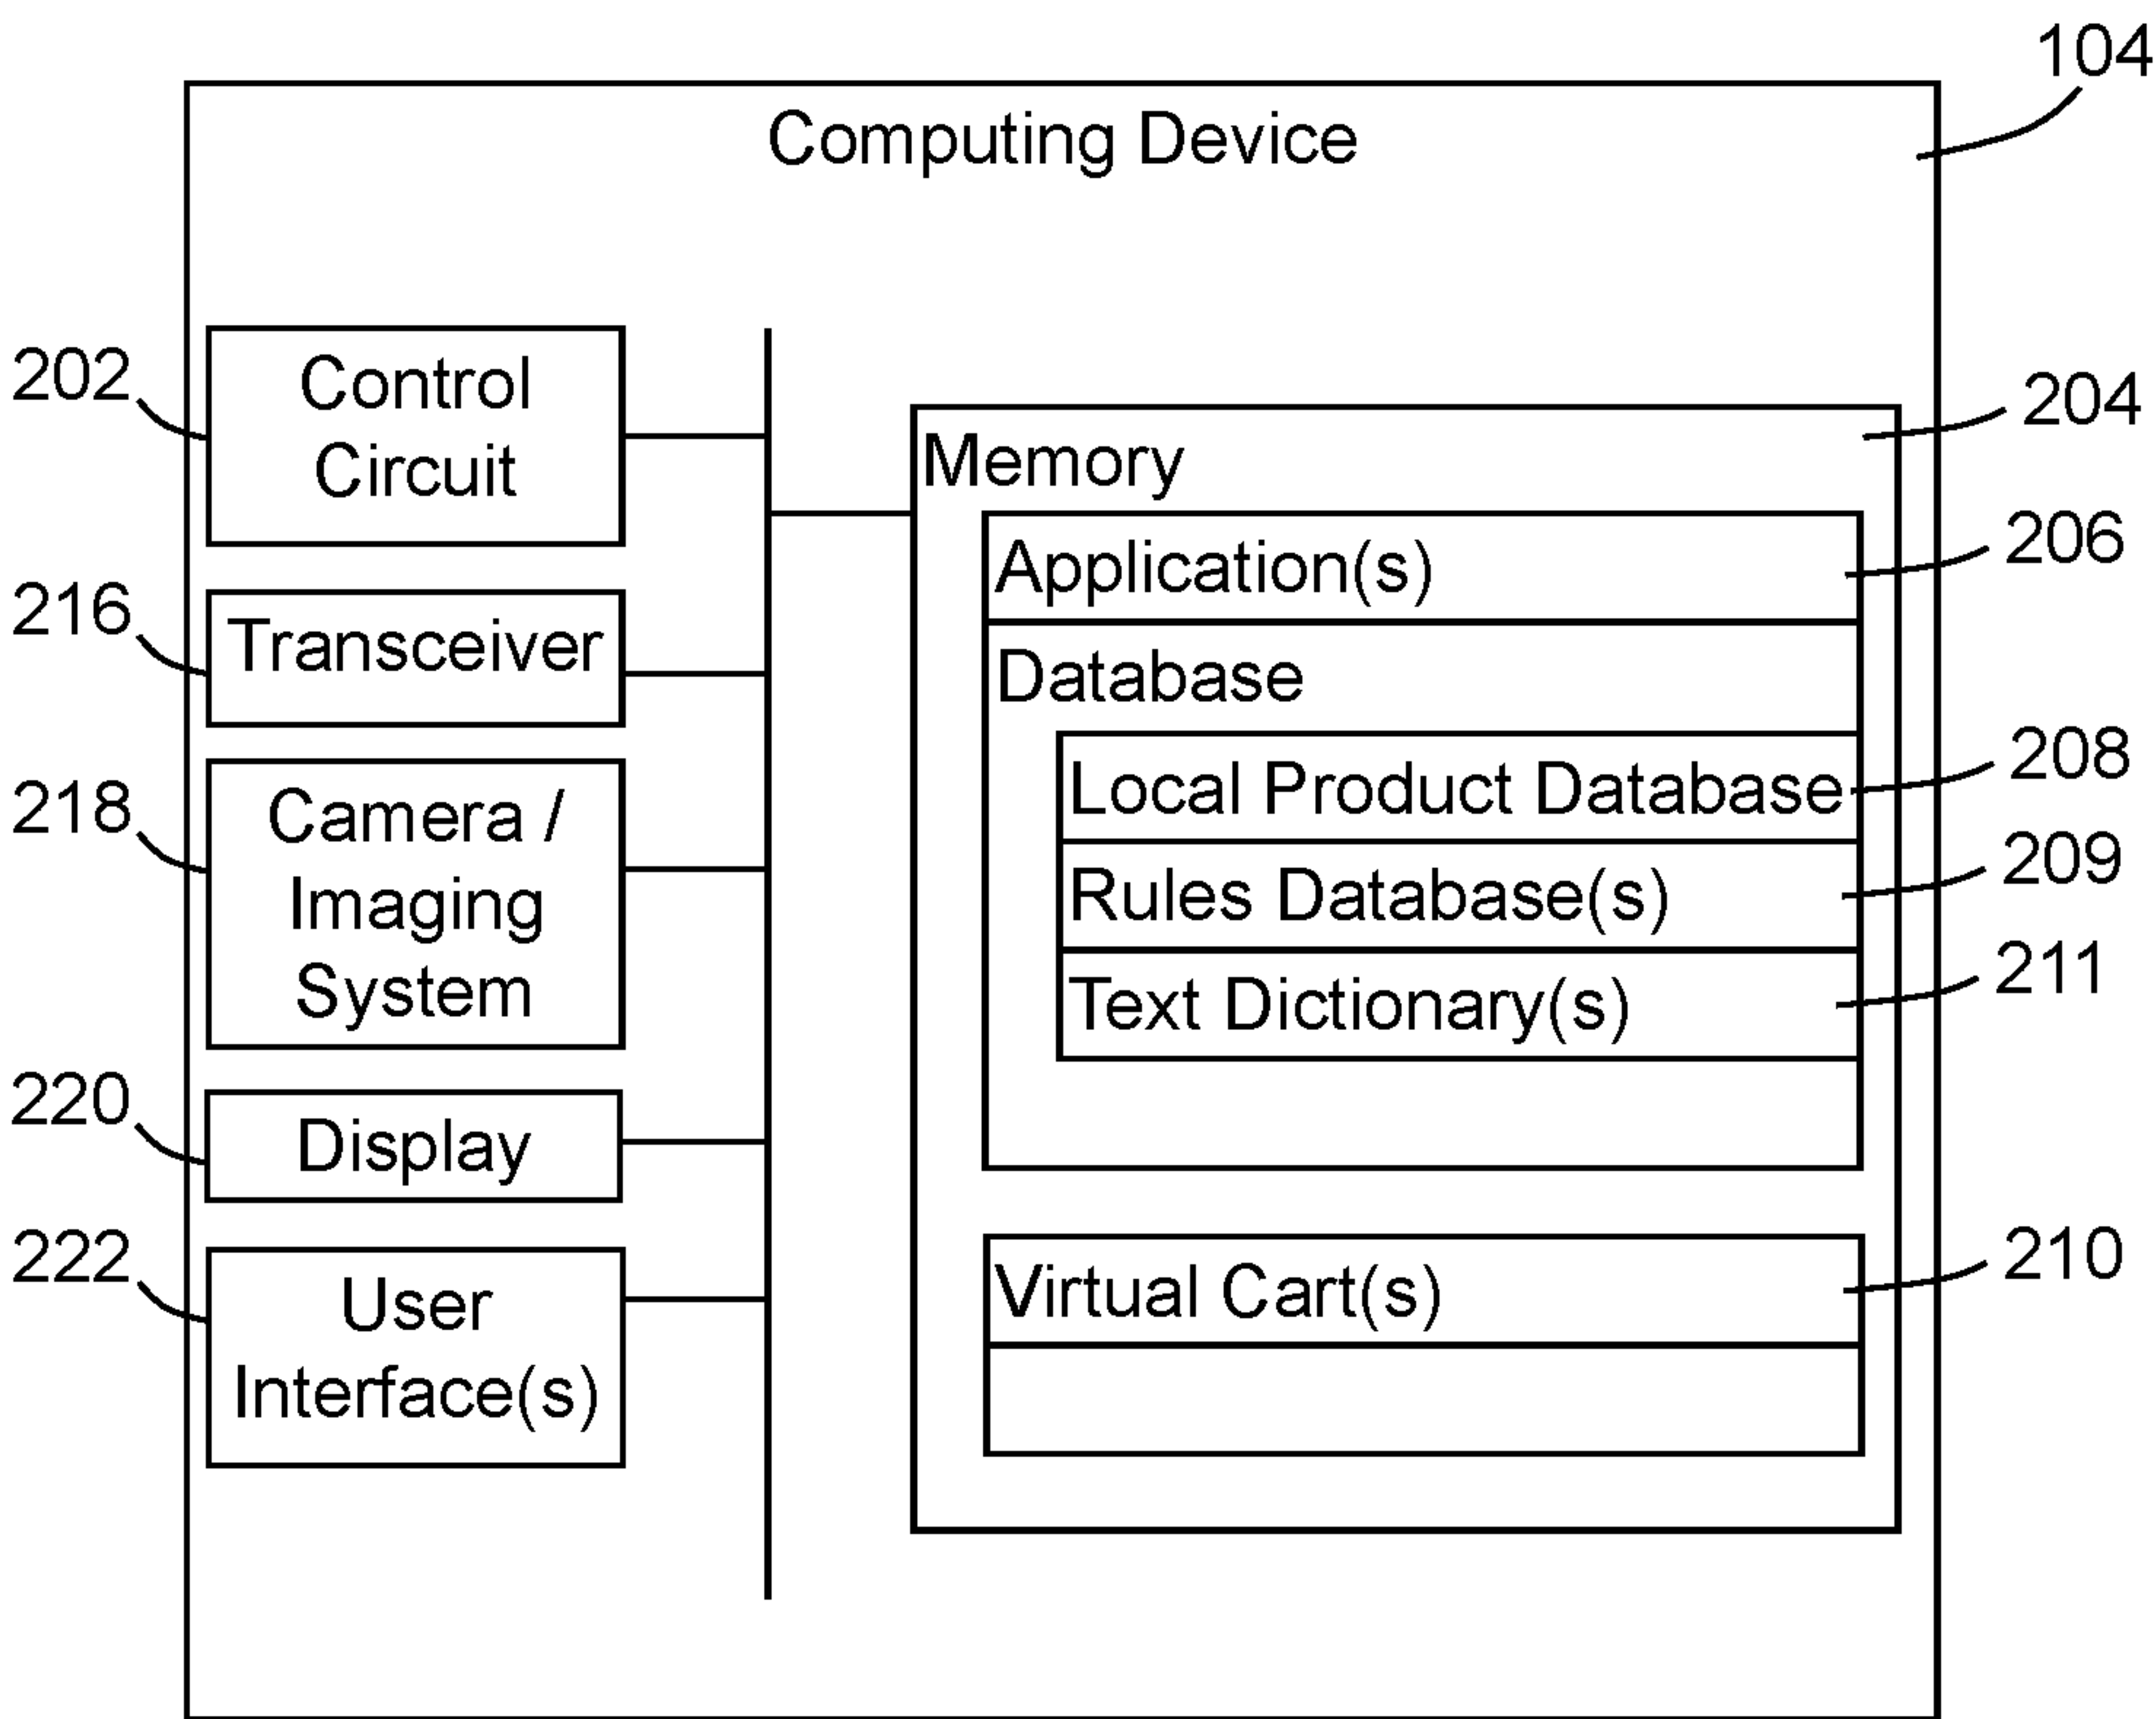 104
Computing Device
202
Control
Circuit
216
Transceiver
218
Camera /
Imaging
System
220
Display
222
User
Interface(s)
204
Memory
206
Application(s)
Database
208
Local Product Database
209
Rules Database(s)
211
Text Dictionary(s)
210
Virtual Cart(s)